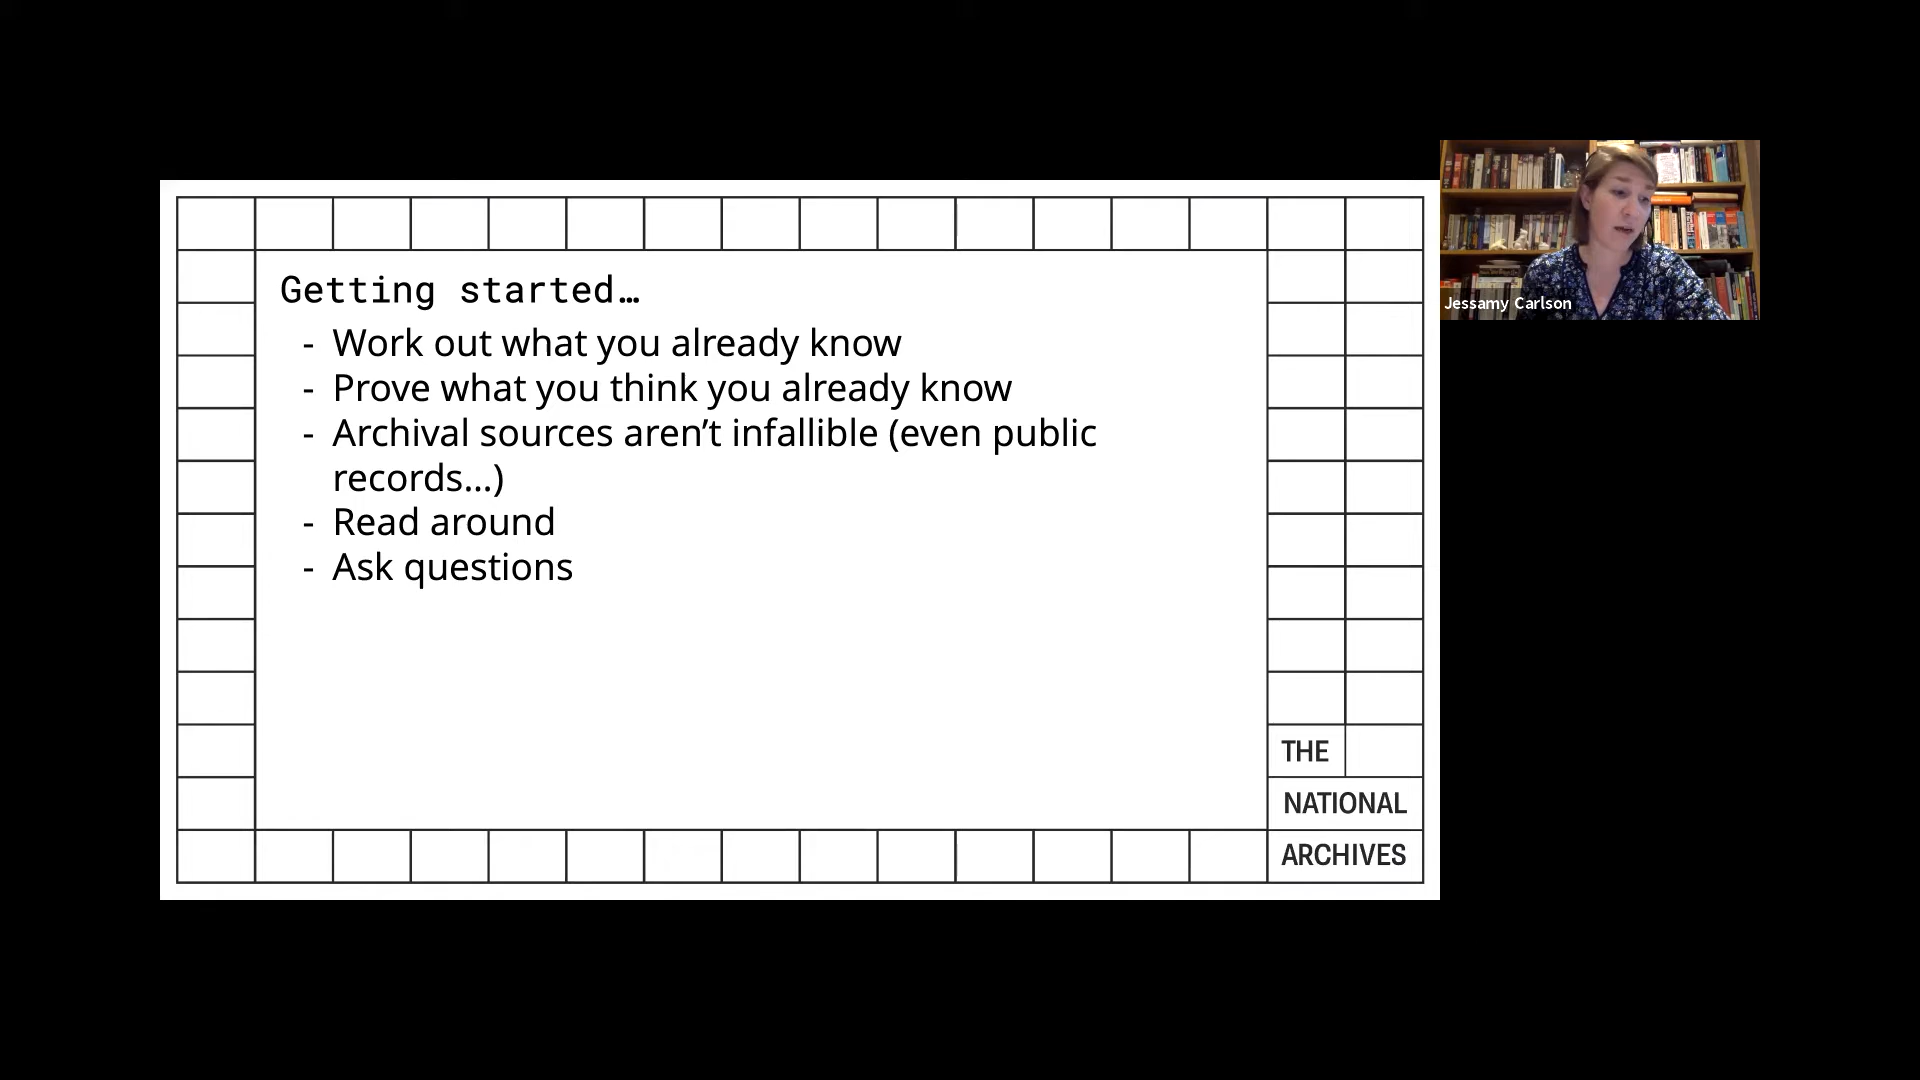 Getting started…
- Work out what you already know
- Prove what you think you already know
- Archival sources aren’t infallible (even public
records…)
- Read around
- Ask questions
THE
NATIONAL
ARCHIVES
Jessamy Carlson